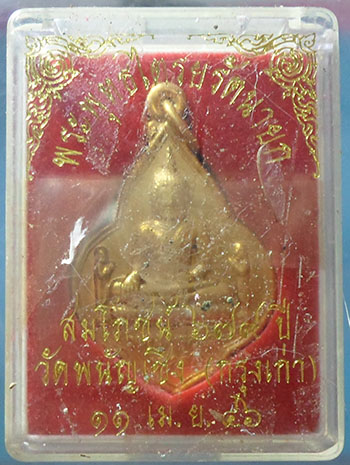 พระพุทธไตรรัตนนายก
สมโภชน์ ๖๗๙ ปี
วัดพนัญเชิง (กรุงเก่า)
๑๑ เม.ย. ๔๖